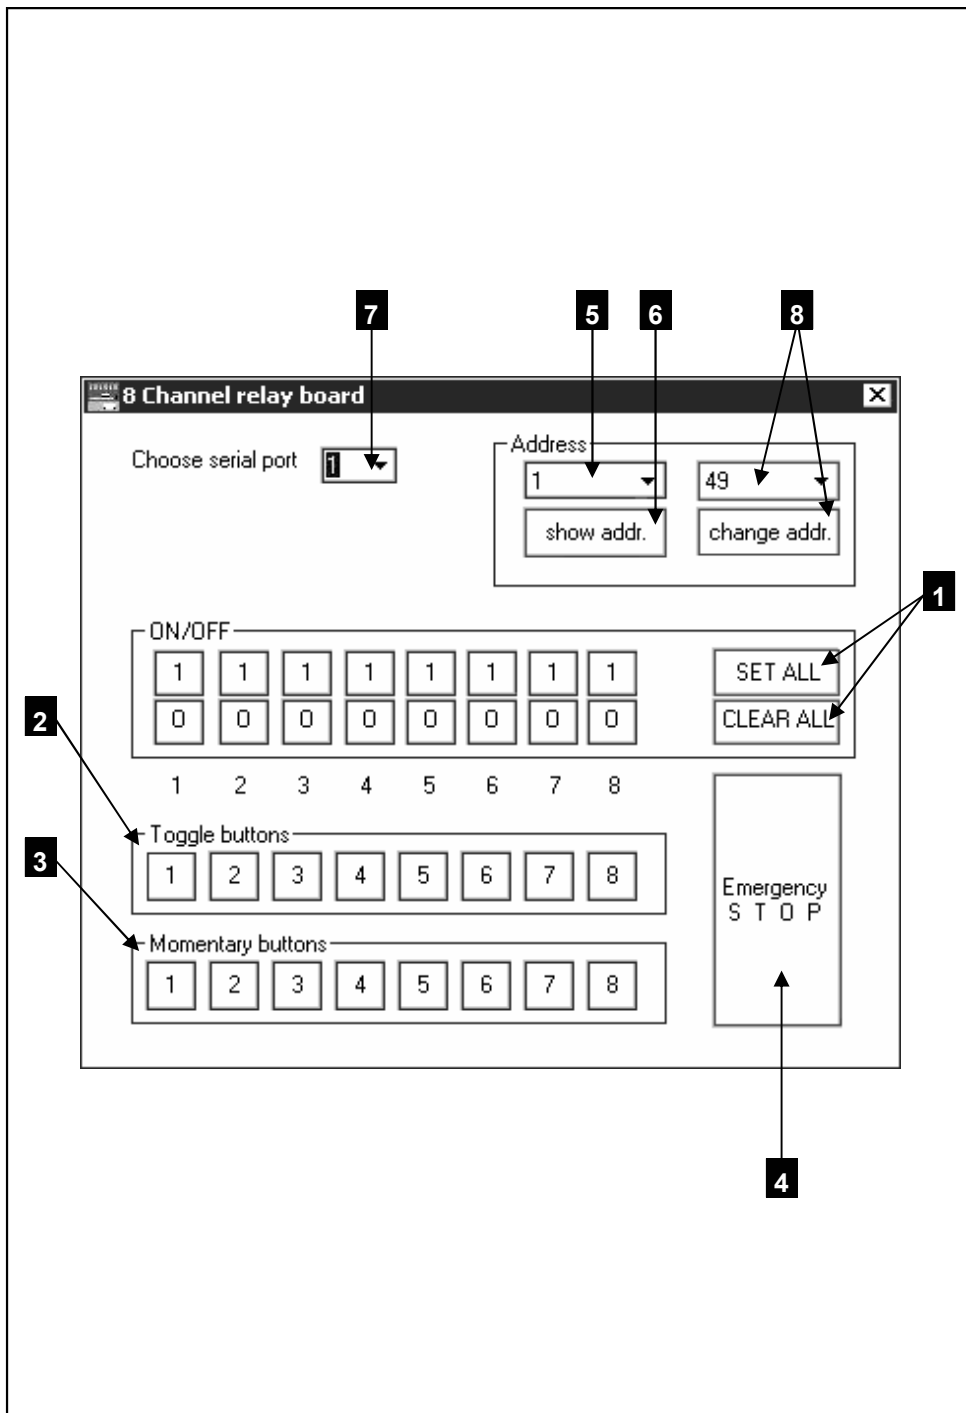 7 5 6 8
8 Channel relay board
Choose serial port 1
Address
1 49
show addr. change addr.
1
ON/OFF
1 1 1 1 1 1 1 1 SET ALL
0 0 0 0 0 0 0 0 CLEAR ALL
2
1 2 3 4 5 6 7 8
Toggle buttons
1 2 3 4 5 6 7 8
3
Emergency
S T O P
Momentary buttons
1 2 3 4 5 6 7 8
4